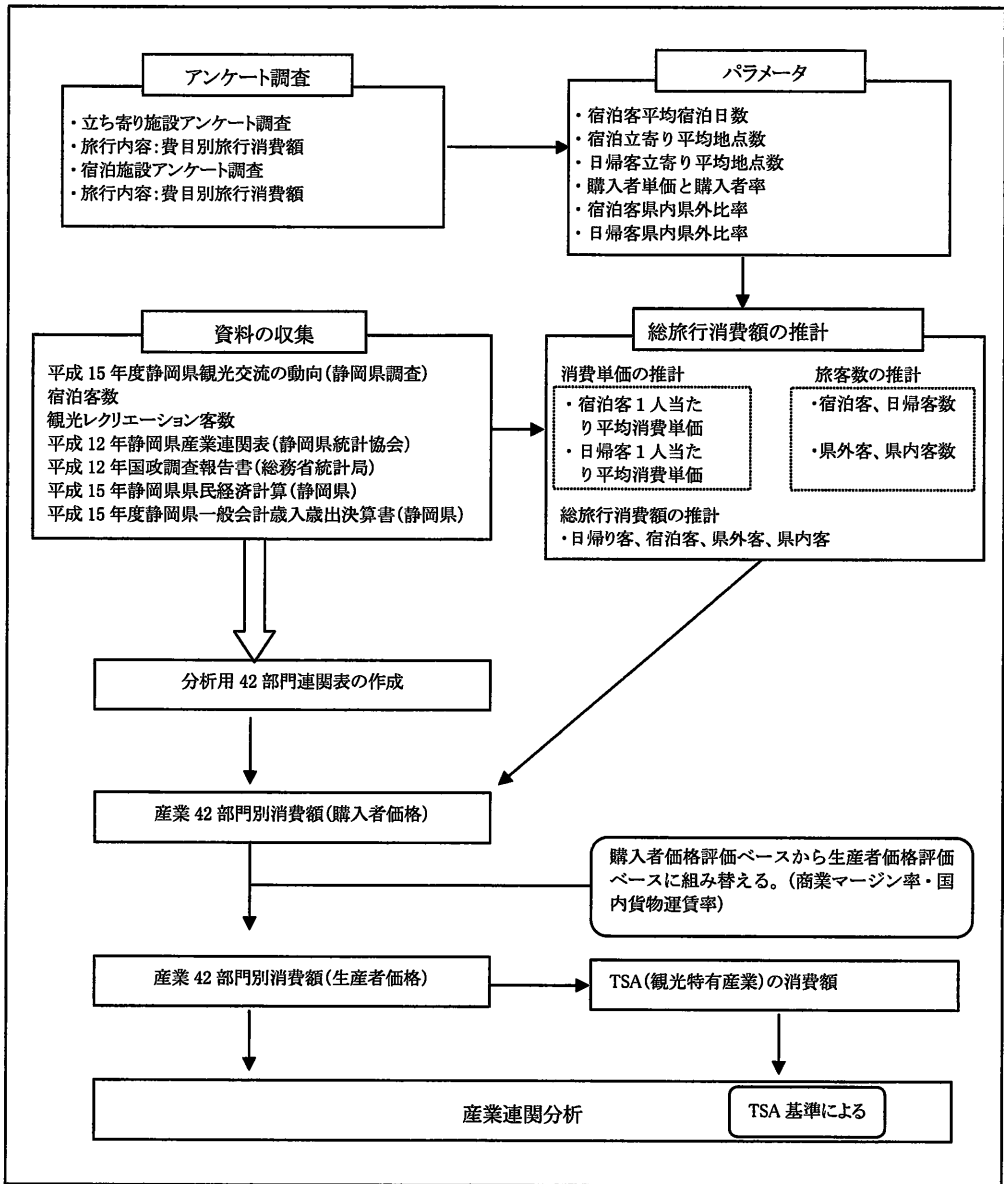 アンケート調査
・立ち寄り施設アンケート調査
・旅行内容：費目別旅行消費額
・宿泊施設アンケート調査
・旅行内容：費目別旅行消費額
パラメータ
・宿泊客平均宿泊日数
・宿泊立寄り平均地点数
・日帰客立寄り平均地点数
・購入者単価と購入者率
・宿泊客県内県外比率
・日帰客県内県外比率
資料の収集
平成 15 年度静岡県観光交流の動向（静岡県調査）
宿泊客数
観光レクリエーション客数
平成 12 年静岡県産業連関表（静岡県統計協会）
平成 12 年国政調査報告書（総務省統計局）
平成 15 年静岡県県民経済計算（静岡県）
平成 15 年度静岡県一般会計歳入歳出決算書（静岡県）
総旅行消費額の推計
消費単価の推計
・宿泊客 1 人当た
り平均消費単価
・日帰客 1 人当た
り平均消費単価
旅客数の推計
・宿泊客、日帰客数
・県外客、県内客数
総旅行消費額の推計
・日帰り客、宿泊客、県外客、県内客
分析用 42 部門連関表の作成
産業 42 部門別消費額（購入者価格）
購入者価格評価ベースから生産者価格評価
ベースに組み替える。（商業マージン率・国
内貨物運賃率）
産業 42 部門別消費額（生産者価格）
TSA（観光特有産業）の消費額
産業連関分析
TSA 基準による